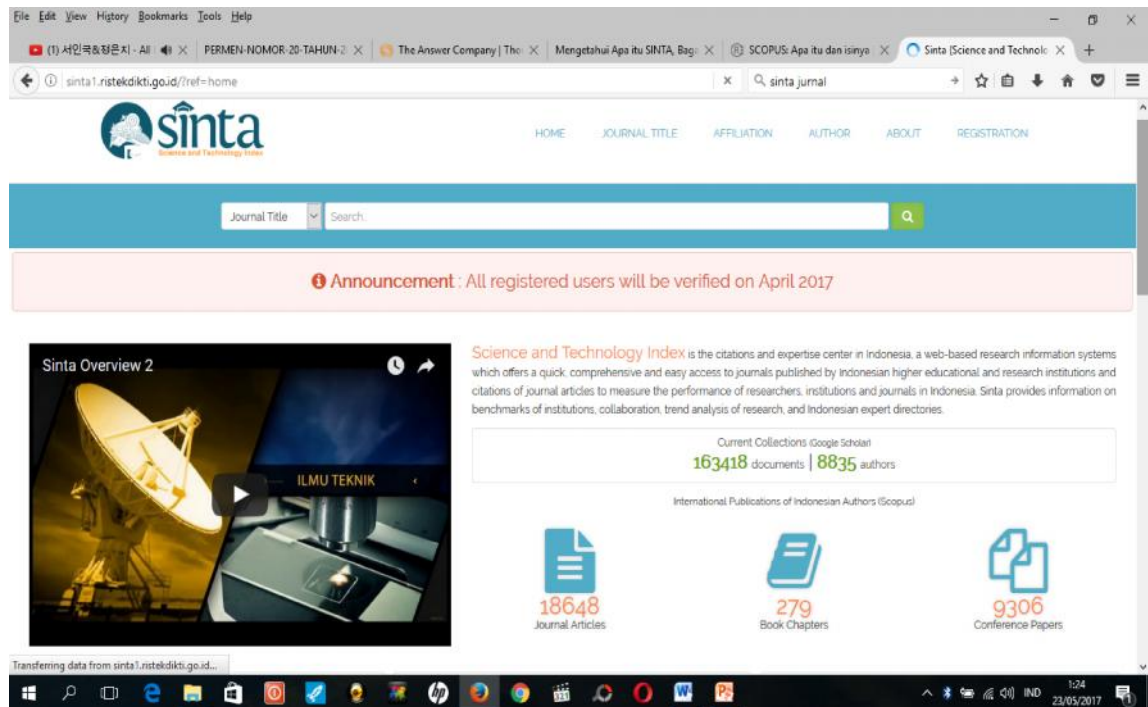 File Edit View History Bookmarks Tools Help
(1) 서인국&정은지 - All
PERMEN-NOMOR-20-TAHUN-2
The Answer Company | Tho
Mengetahui Apa itu SINTA, Baga
SCOPUS: Apa itu dan isinya
Sinta (Science and Technolo
sinta1.ristekdikti.go.id/?ref=home
sinta jurnal
sinta
Science and Technology Index
HOME JOURNAL TITLE AFFILIATION AUTHOR ABOUT REGISTRATION
Journal Title Search..
Announcement : All registered users will be verified on April 2017
Sinta Overview 2
ILMU TEKNIK
Science and Technology Index is the citations and expertise center in Indonesia, a web-based research information systems
which offers a quick, comprehensive and easy access to journals published by Indonesian higher educational and research institutions and
citations of journal articles to measure the performance of researchers, institutions and journals in Indonesia. Sinta provides information on
benchmarks of institutions, collaboration, trend analysis of research, and Indonesian expert directories.
Current Collections (Google Scholar)
163418 documents | 8835 authors
International Publications of Indonesian Authors (Scopus)
18648
Journal Articles
279
Book Chapters
9306
Conference Papers
Transferring data from sinta1.ristekdikti.go.id...
IND
1:24
23/05/2017